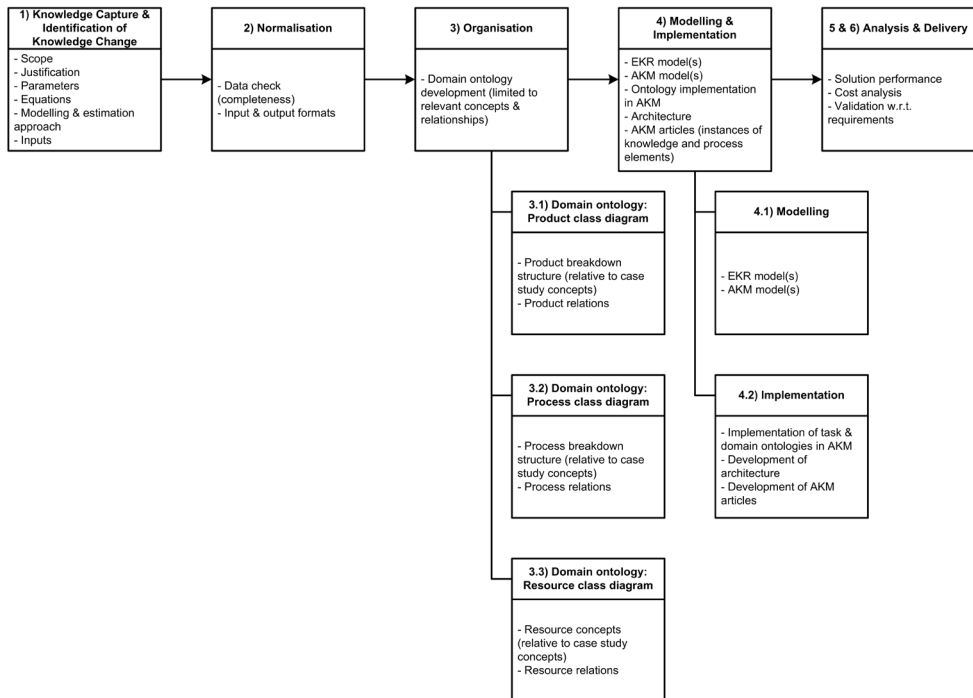 1) Knowledge Capture &
Identification of
Knowledge Change
- Scope
- Justification
- Parameters
- Equations
- Modelling & estimation
approach
- Inputs
2) Normalisation
- Data check
(completeness)
- Input & output formats
3) Organisation
- Domain ontology
development (limited to
relevant concepts &
relationships)
4) Modelling &
Implementation
- EKR model(s)
- AKM model(s)
- Ontology implementation
in AKM
- Architecture
- AKM articles (instances of
knowledge and process
elements)
5 & 6) Analysis & Delivery
- Solution performance
- Cost analysis
- Validation w.r.t.
requirements
3.1) Domain ontology:
Product class diagram
- Product breakdown
structure (relative to case
study concepts)
- Product relations
4.1) Modelling
- EKR model(s)
- AKM model(s)
3.2) Domain ontology:
Process class diagram
- Process breakdown
structure (relative to case
study concepts)
- Process relations
4.2) Implementation
- Implementation of task &
domain ontologies in AKM
- Development of
architecture
- Development of AKM
articles
3.3) Domain ontology:
Resource class diagram
- Resource concepts
(relative to case study
concepts)
- Resource relations